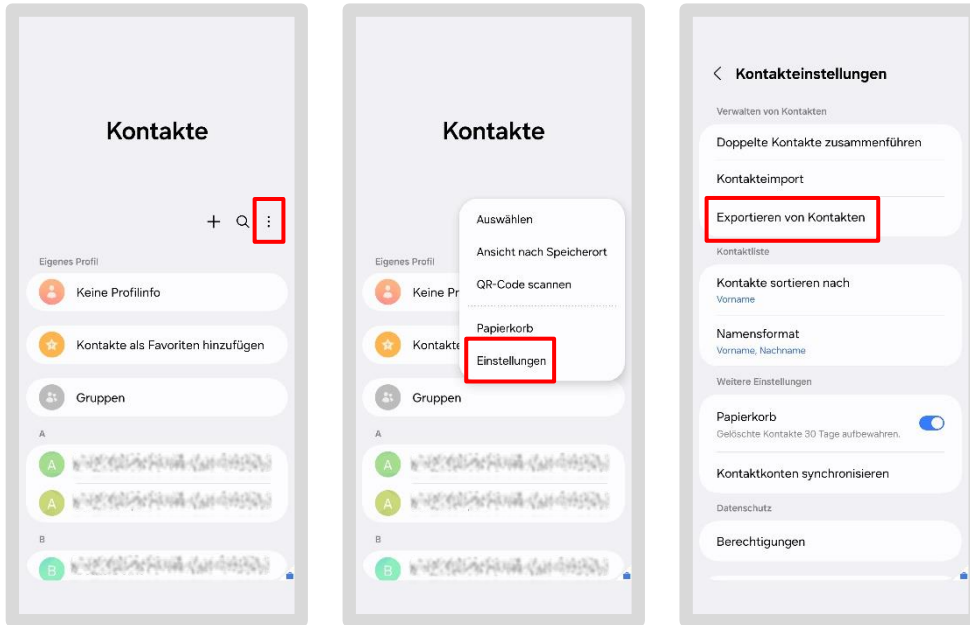 Kontakte
Eigenes Profil
Keine Profilinfo
Kontakte als Favoriten hinzufügen
Gruppen
A
A
A
B
B
Kontakte
Auswählen
Ansicht nach Speicherort
QR-Code scannen
Papierkorb
Einstellungen
Eigenes Profil
Keine Pr
Kontakte
Gruppen
A
A
A
B
B
Kontakteinstellungen
Verwalten von Kontakten
Doppelte Kontakte zusammenführen
Kontakteimport
Exportieren von Kontakten
Kontaktliste
Kontakte sortieren nach
Vorname
Namensformat
Vorname, Nachname
Weitere Einstellungen
Papierkorb
Gelöschte Kontakte 30 Tage aufbewahren.
Kontaktkonten synchronisieren
Datenschutz
Berechtigungen